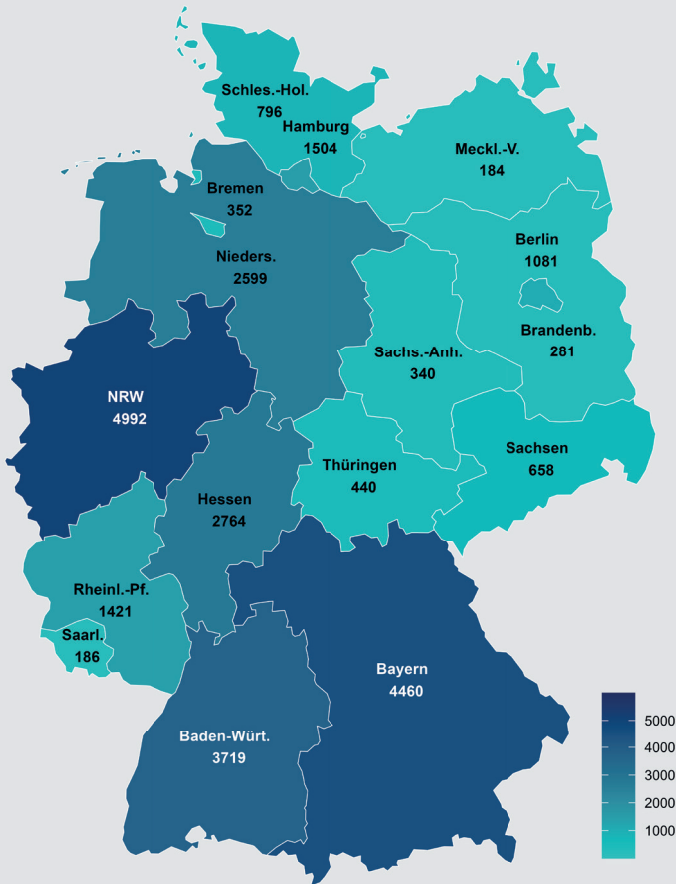 Schles.-Hol.
796
Hamburg
1504
Meckl.-V.
184
Bremen
352
Berlin
1081
Nieders.
2599
Brandenb.
281
Sachs.-Anh.
340
NRW
4992
Sachsen
658
Thüringen
440
Hessen
2764
Rheinl.-Pf.
1421
Saarl.
186
Bayern
4460
Baden-Würt.
3719
5000
4000
3000
2000
1000